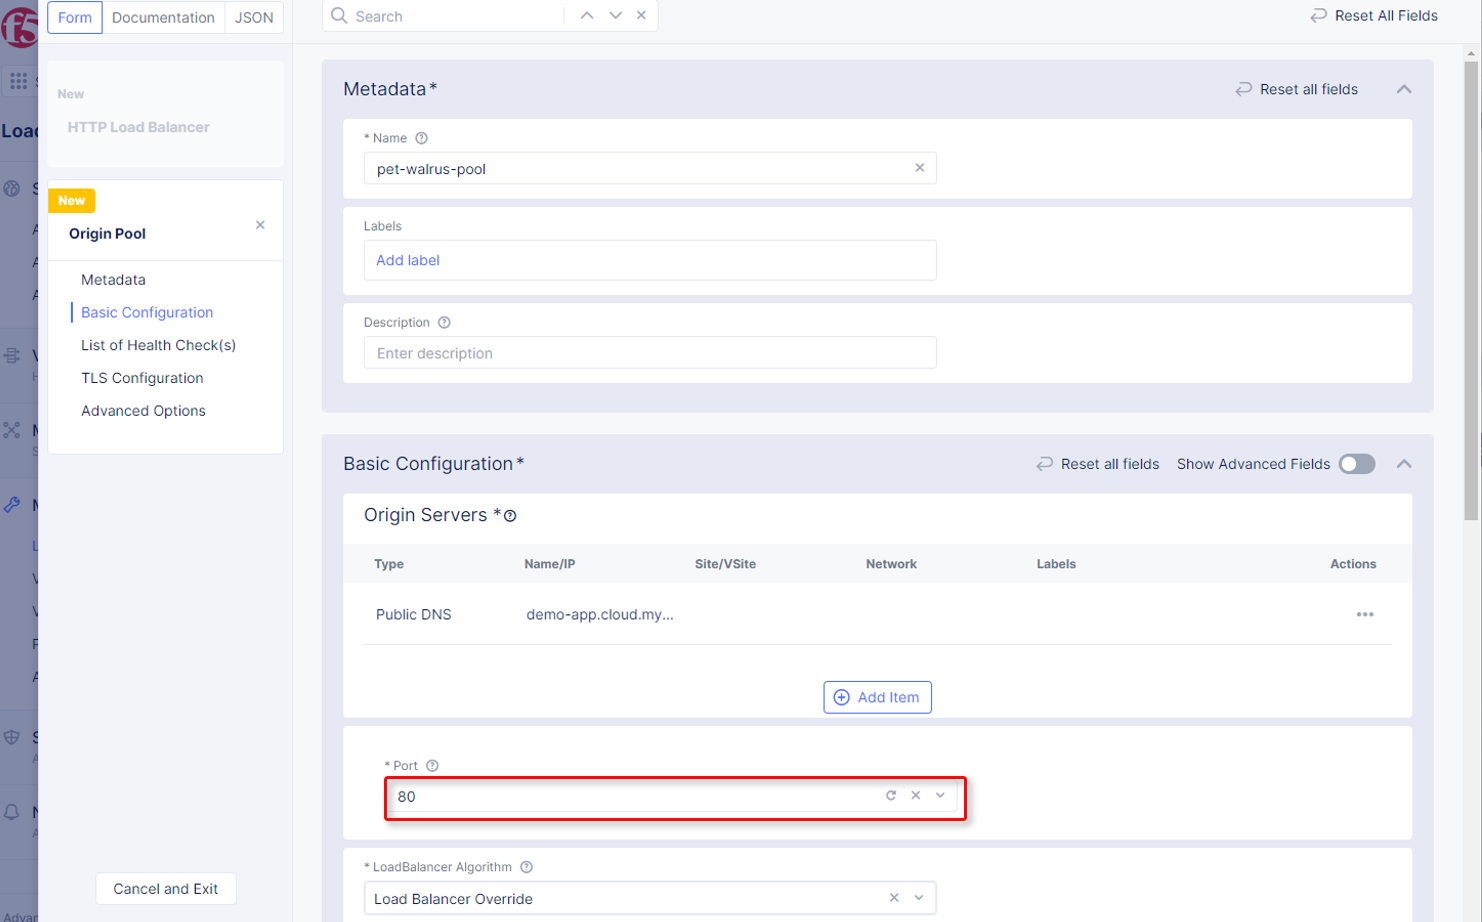 Form
Documentation
JSON
Search
Reset All Fields
New
HTTP Load Balancer
New
Origin Pool
Metadata
Basic Configuration
List of Health Check(s)
TLS Configuration
Advanced Options
Cancel and Exit
Metadata*
Reset all fields
* Name
pet-walrus-pool
Labels
Add label
Description
Enter description
Basic Configuration*
Reset all fields
Show Advanced Fields
Origin Servers *
Type Name/IP Site/VSite Network Labels Actions
Public DNS demo-app.cloud.my...
Add Item
* Port
80
* LoadBalancer Algorithm
Load Balancer Override